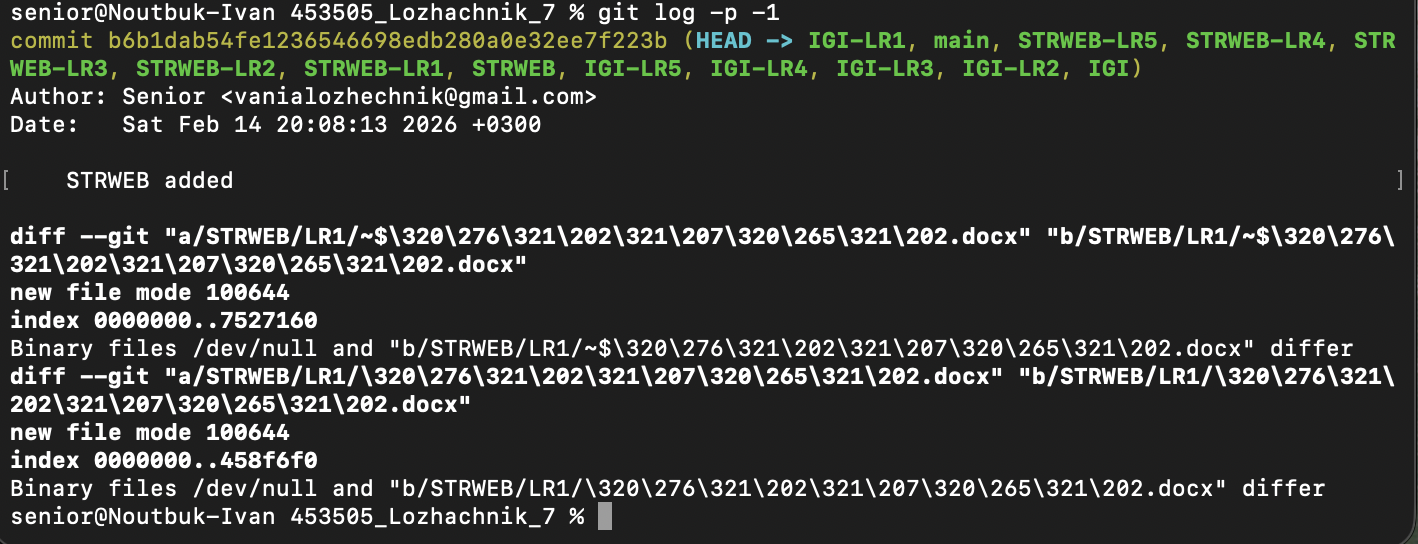 senior@Noutbuk-Ivan 453505_Lozhachnik_7 % git log -p -1
commit b6b1dab54fe1236546698edb280a0e32ee7f223b (HEAD -> IGI-LR1, main, STRWEB-LR5, STRWEB-LR4, STR
WEB-LR3, STRWEB-LR2, STRWEB-LR1, STRWEB, IGI-LR5, IGI-LR4, IGI-LR3, IGI-LR2, IGI)
Author: Senior <vanialozhechnik@gmail.com>
Date:   Sat Feb 14 20:08:13 2026 +0300
[    STRWEB added ]
diff --git "a/STRWEB/LR1/~$\320\276\321\202\321\207\320\265\321\202.docx" "b/STRWEB/LR1/~$\320\276\
321\202\321\207\320\265\321\202.docx"
new file mode 100644
index 0000000..7527160
Binary files /dev/null and "b/STRWEB/LR1/~$\320\276\321\202\321\207\320\265\321\202.docx" differ
diff --git "a/STRWEB/LR1/\320\276\321\202\321\207\320\265\321\202.docx" "b/STRWEB/LR1/\320\276\321\
202\321\207\320\265\321\202.docx"
new file mode 100644
index 0000000..458f6f0
Binary files /dev/null and "b/STRWEB/LR1/\320\276\321\202\321\207\320\265\321\202.docx" differ
senior@Noutbuk-Ivan 453505_Lozhachnik_7 %